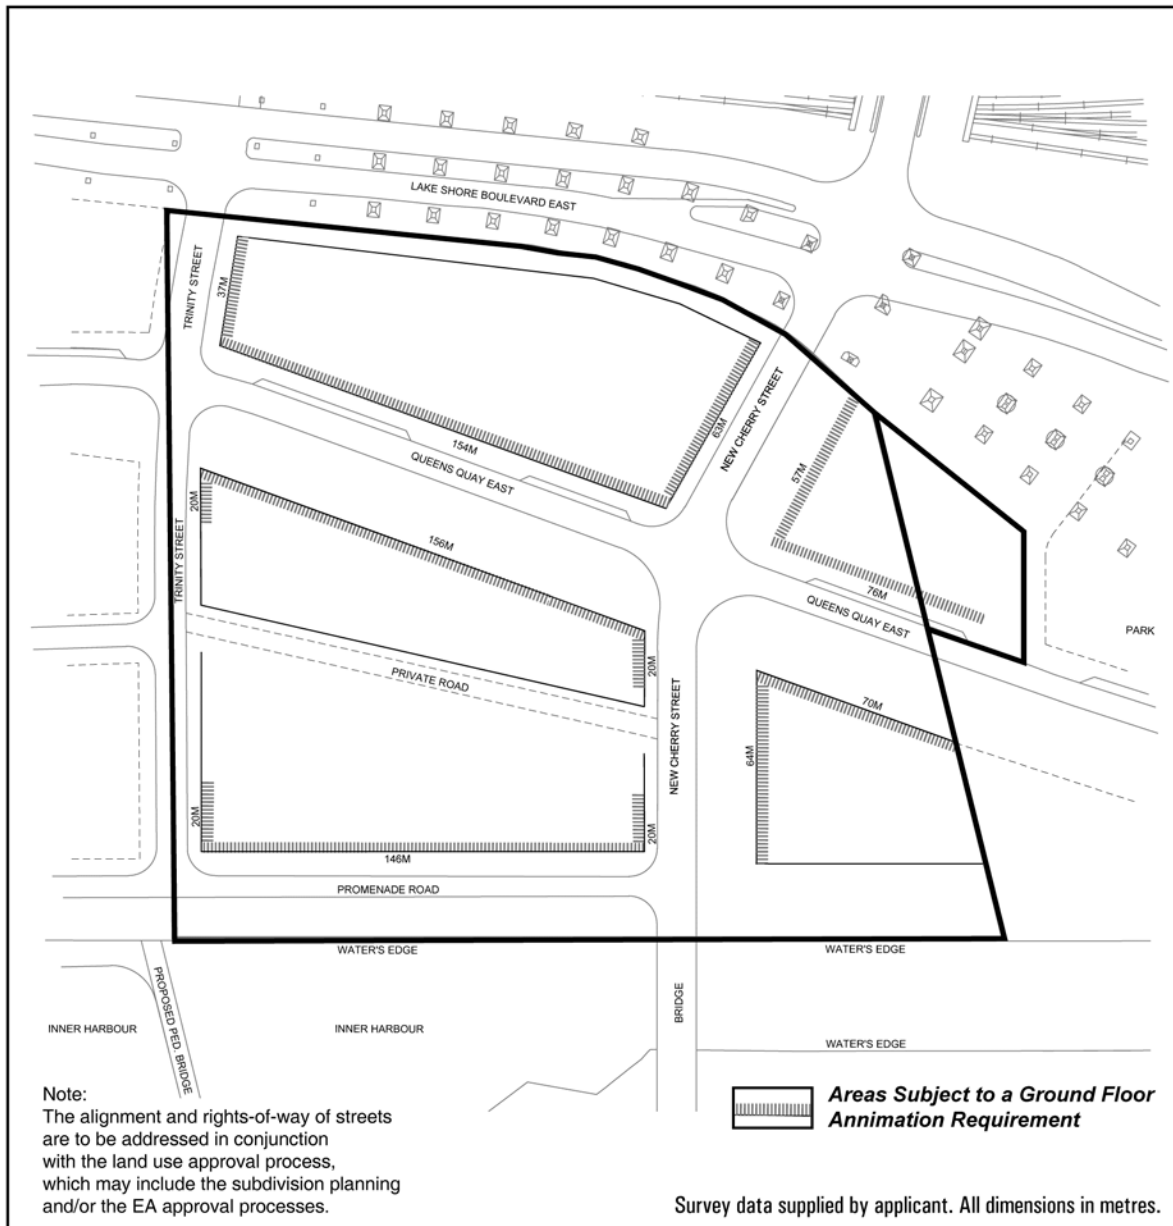 LAKE SHORE BOULEVARD EAST
TRINITY STREET
37M
154M
QUEENS QUAY EAST
63M
NEW CHERRY STREET
57M
76M
QUEENS QUAY EAST
PARK
20M
156M
TRINITY STREET
20M
PRIVATE ROAD
NEW CHERRY STREET
70M
64M
20M
20M
146M
PROMENADE ROAD
WATER'S EDGE
WATER'S EDGE
PROPOSED PED. BRIDGE
BRIDGE
INNER HARBOUR
INNER HARBOUR
WATER'S EDGE
Note:
The alignment and rights-of-way of streets
are to be addressed in conjunction
with the land use approval process,
which may include the subdivision planning
and/or the EA approval processes.
Areas Subject to a Ground Floor
Annimation Requirement
Survey data supplied by applicant. All dimensions in metres.